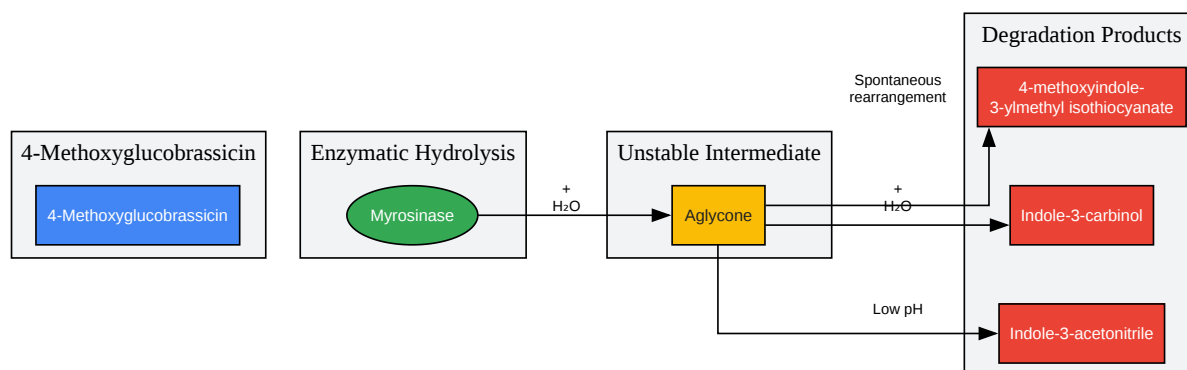 Degradation Products
Spontaneous
rearrangement
4-methoxyindole-
3-ylmethyl isothiocyanate
4-Methoxyglucobrassicin
Enzymatic Hydrolysis
Unstable Intermediate
4-Methoxyglucobrassicin
Myrosinase
+
H₂O
Aglycone
+
H₂O
Indole-3-carbinol
Low pH
Indole-3-acetonitrile